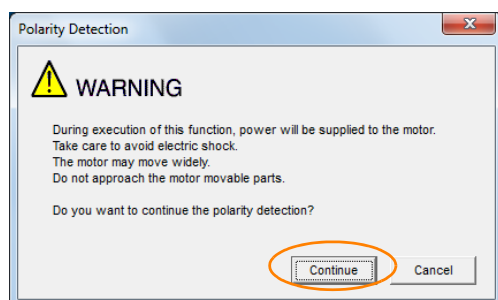 Polarity Detection
WARNING
During execution of this function, power will be supplied to the motor.
Take care to avoid electric shock.
The motor may move widely.
Do not approach the motor movable parts.
Do you want to continue the polarity detection?
Continue
Cancel